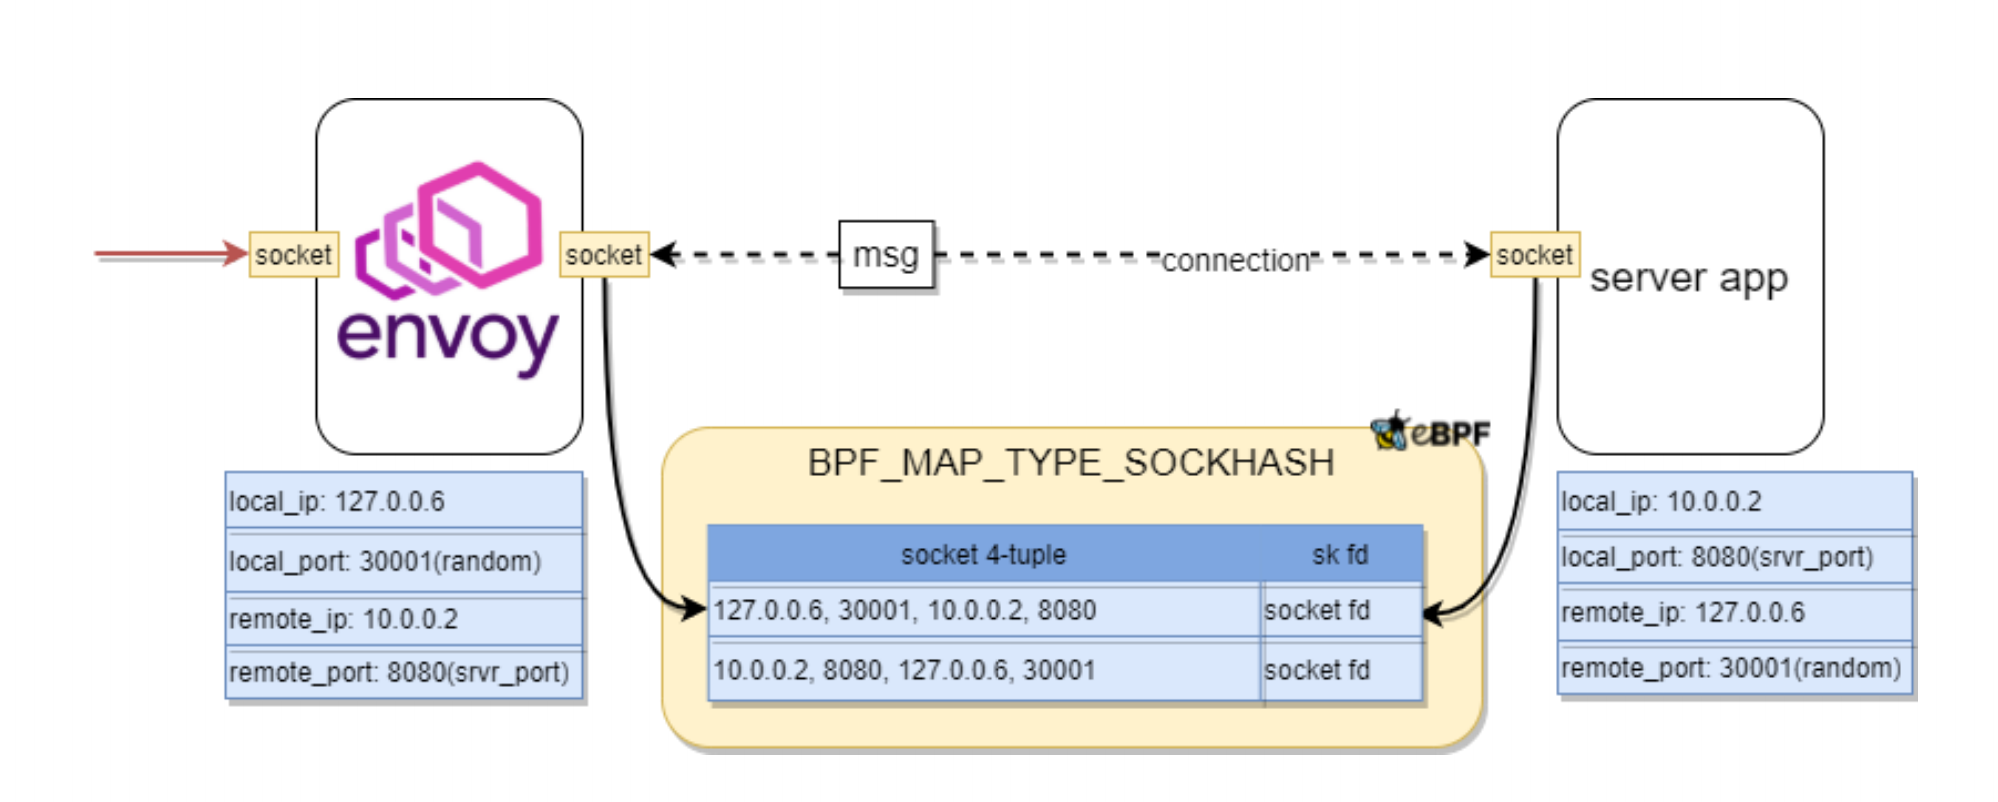 socket
envoy
socket
msg
connection
socket
server app
local_ip: 127.0.0.6
local_port: 30001(random)
remote_ip: 10.0.0.2
remote_port: 8080(srvr_port)
eBPF
BPF_MAP_TYPE_SOCKHASH
socket 4-tuple sk fd
127.0.0.6, 30001, 10.0.0.2, 8080 socket fd
10.0.0.2, 8080, 127.0.0.6, 30001 socket fd
local_ip: 10.0.0.2
local_port: 8080(srvr_port)
remote_ip: 127.0.0.6
remote_port: 30001(random)